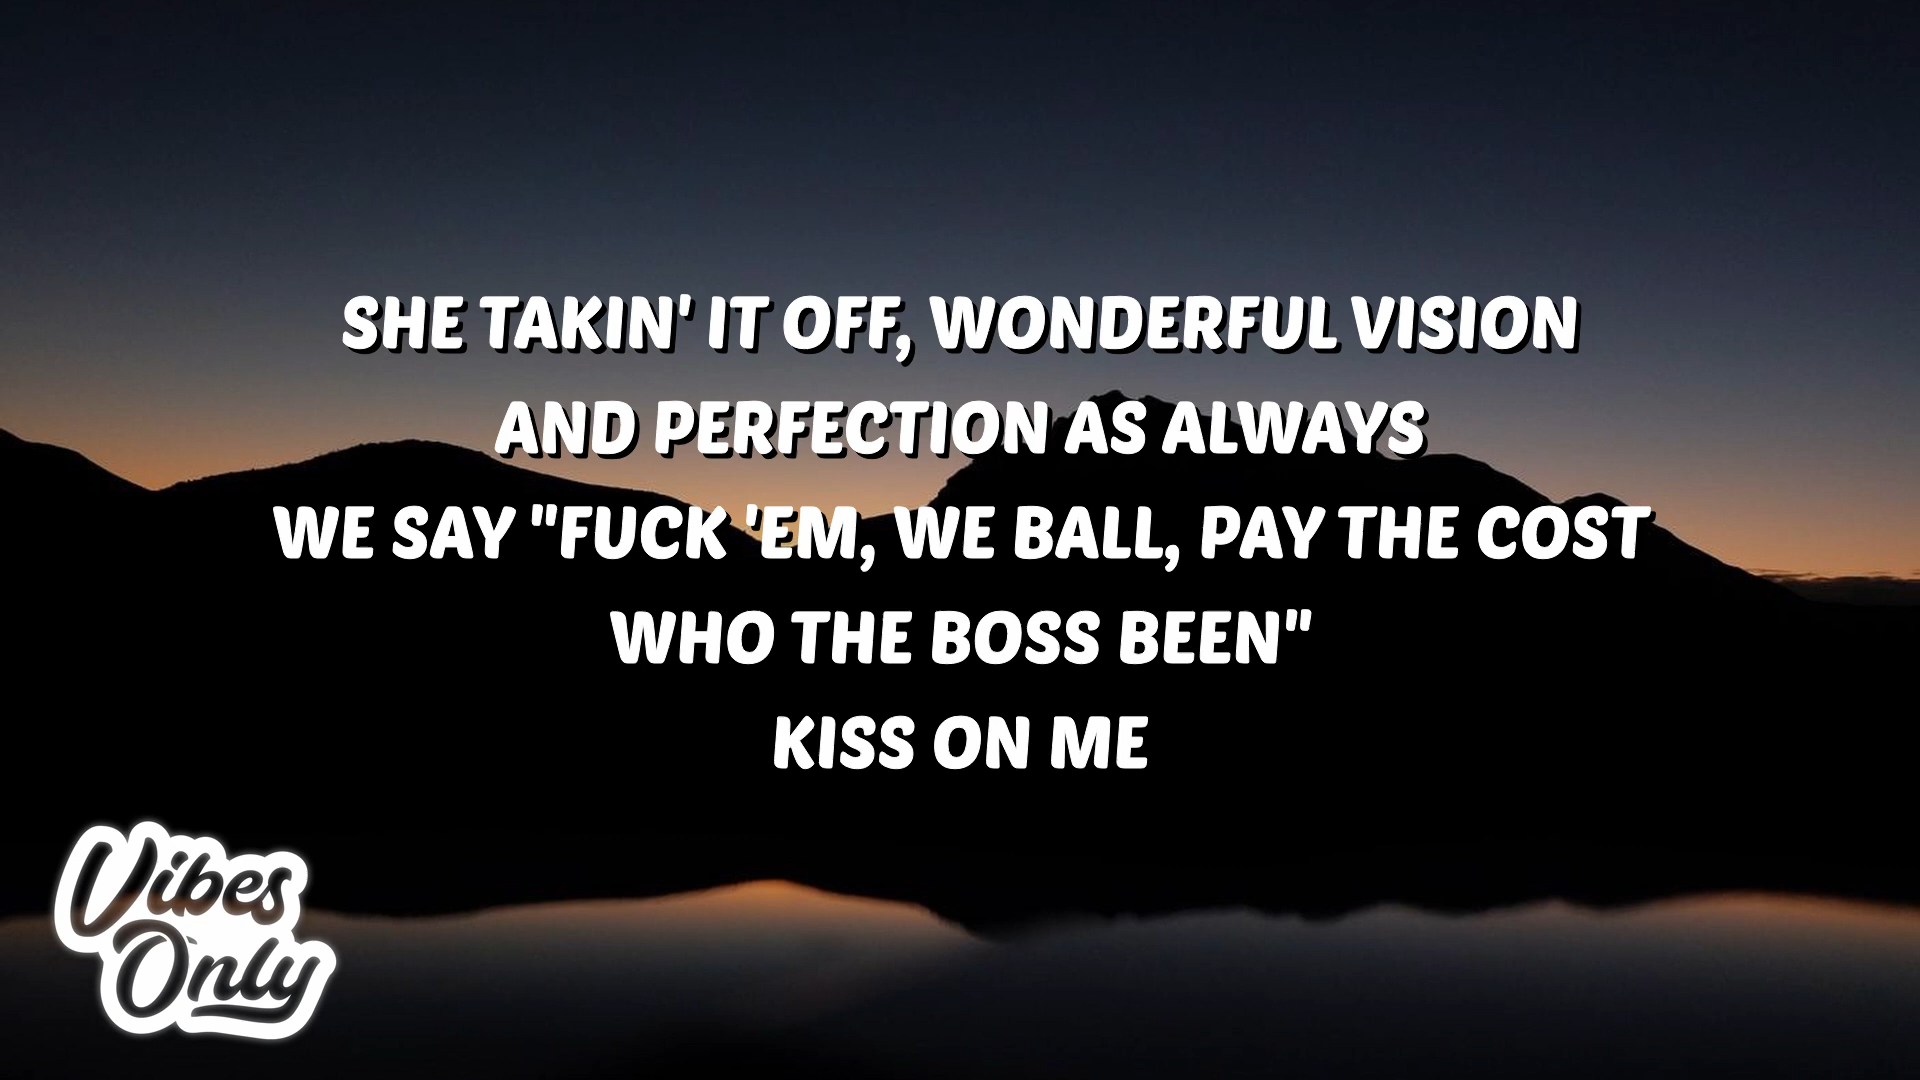 SHE TAKIN' IT OFF, WONDERFUL VISION
AND PERFECTION AS ALWAYS
WE SAY "FUCK 'EM, WE BALL, PAY THE COST
WHO THE BOSS BEEN"
KISS ON ME
Vibes
Only